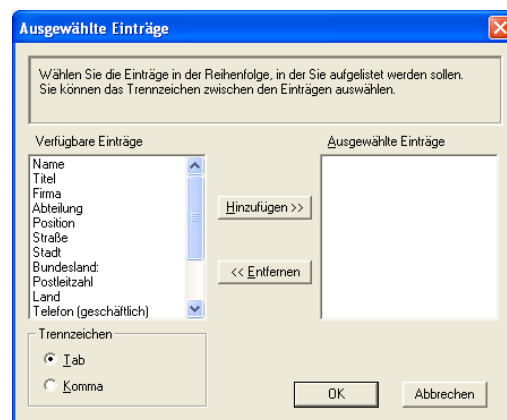 Ausgewählte Einträge
Wählen Sie die Einträge in der Reihenfolge, in der Sie aufgelistet werden sollen.
Sie können das Trennzeichen zwischen den Einträgen auswählen.
Verfügbare Einträge
Name
Titel
Firma
Abteilung
Position
Straße
Stadt
Bundesland:
Postleitzahl
Land
Telefon (geschäftlich)
Hinzufügen >>
<< Entfernen
Ausgewählte Einträge
Trennzeichen
Tab
Komma
OK
Abbrechen